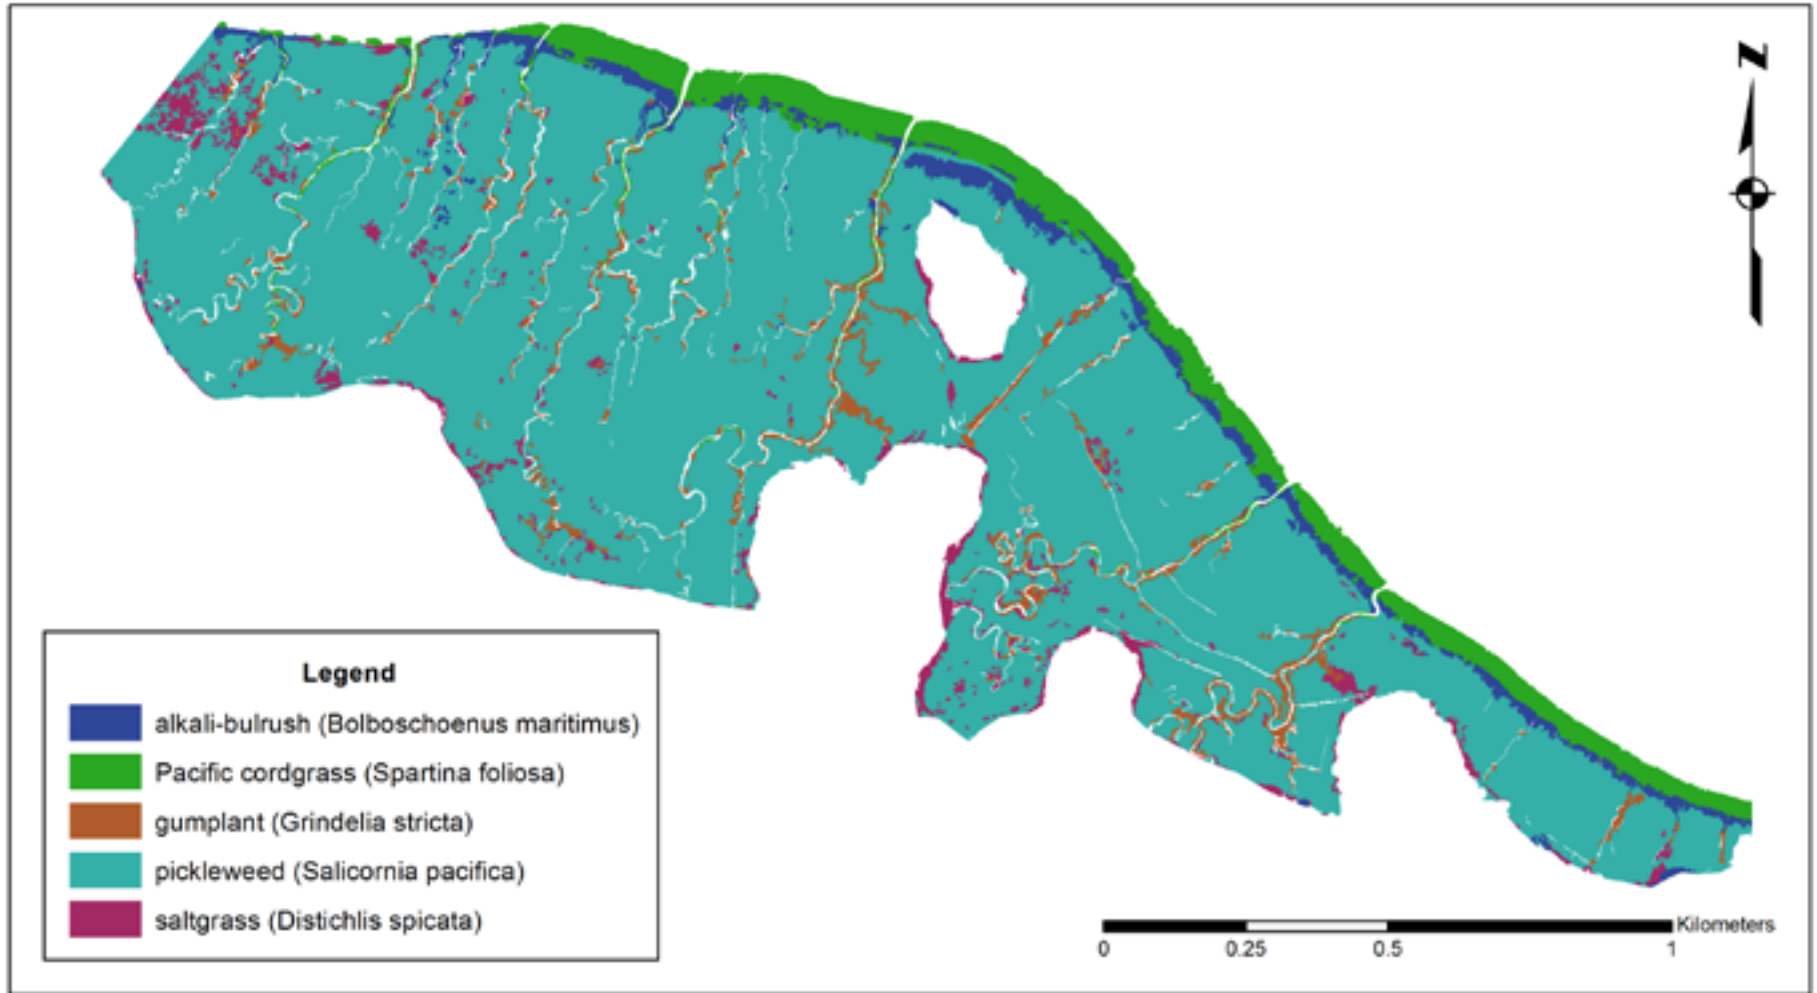 N
Legend
alkali-bulrush (Bolboschoenus maritimus)
Pacific cordgrass (Spartina foliosa)
gumplant (Grindelia stricta)
pickleweed (Salicornia pacifica)
saltgrass (Distichlis spicata)
Kilometers
0 0.25 0.5 1